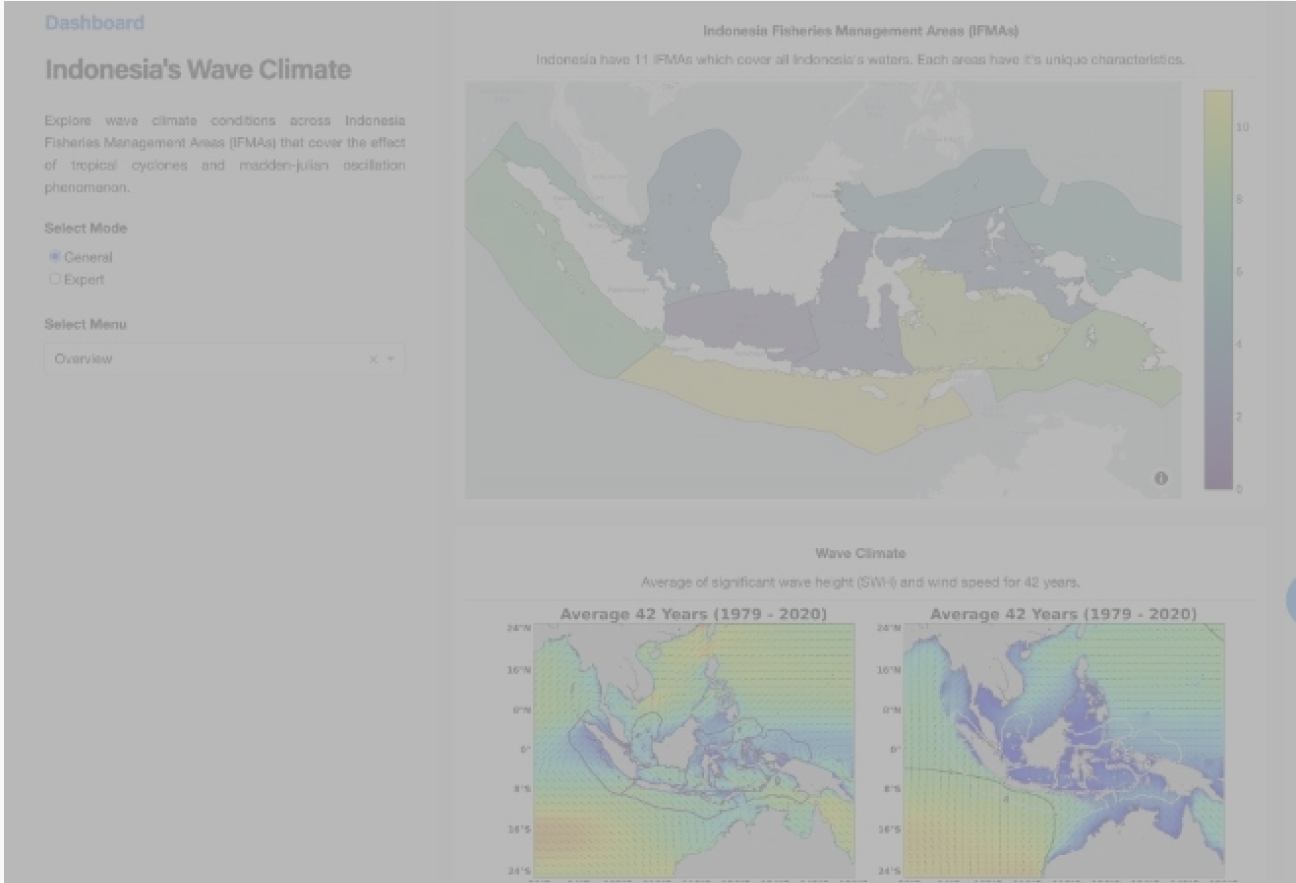 Dashboard
Indonesia's Wave Climate
Explore wave climate conditions across Indonesia
Fisheries Management Areas (IFMAs) that cover the effect
of tropical cyclones and madden-julian oscillation
phenomenon.
Select Mode
General
Expert
Select Menu
Overview
Indonesia Fisheries Management Areas (IFMAs)
Indonesia have 11 IFMAs which cover all Indonesia's waters. Each areas have it's unique characteristics.
10
8
6
4
2
0
Wave Climate
Average of significant wave height (SWH) and wind speed for 42 years.
Average 42 Years (1979 - 2020)
24°N
16°N
8°N
0°
8°S
16°S
24°S
Average 42 Years (1979 - 2020)
24°N
16°N
8°N
0°
8°S
16°S
24°S
4